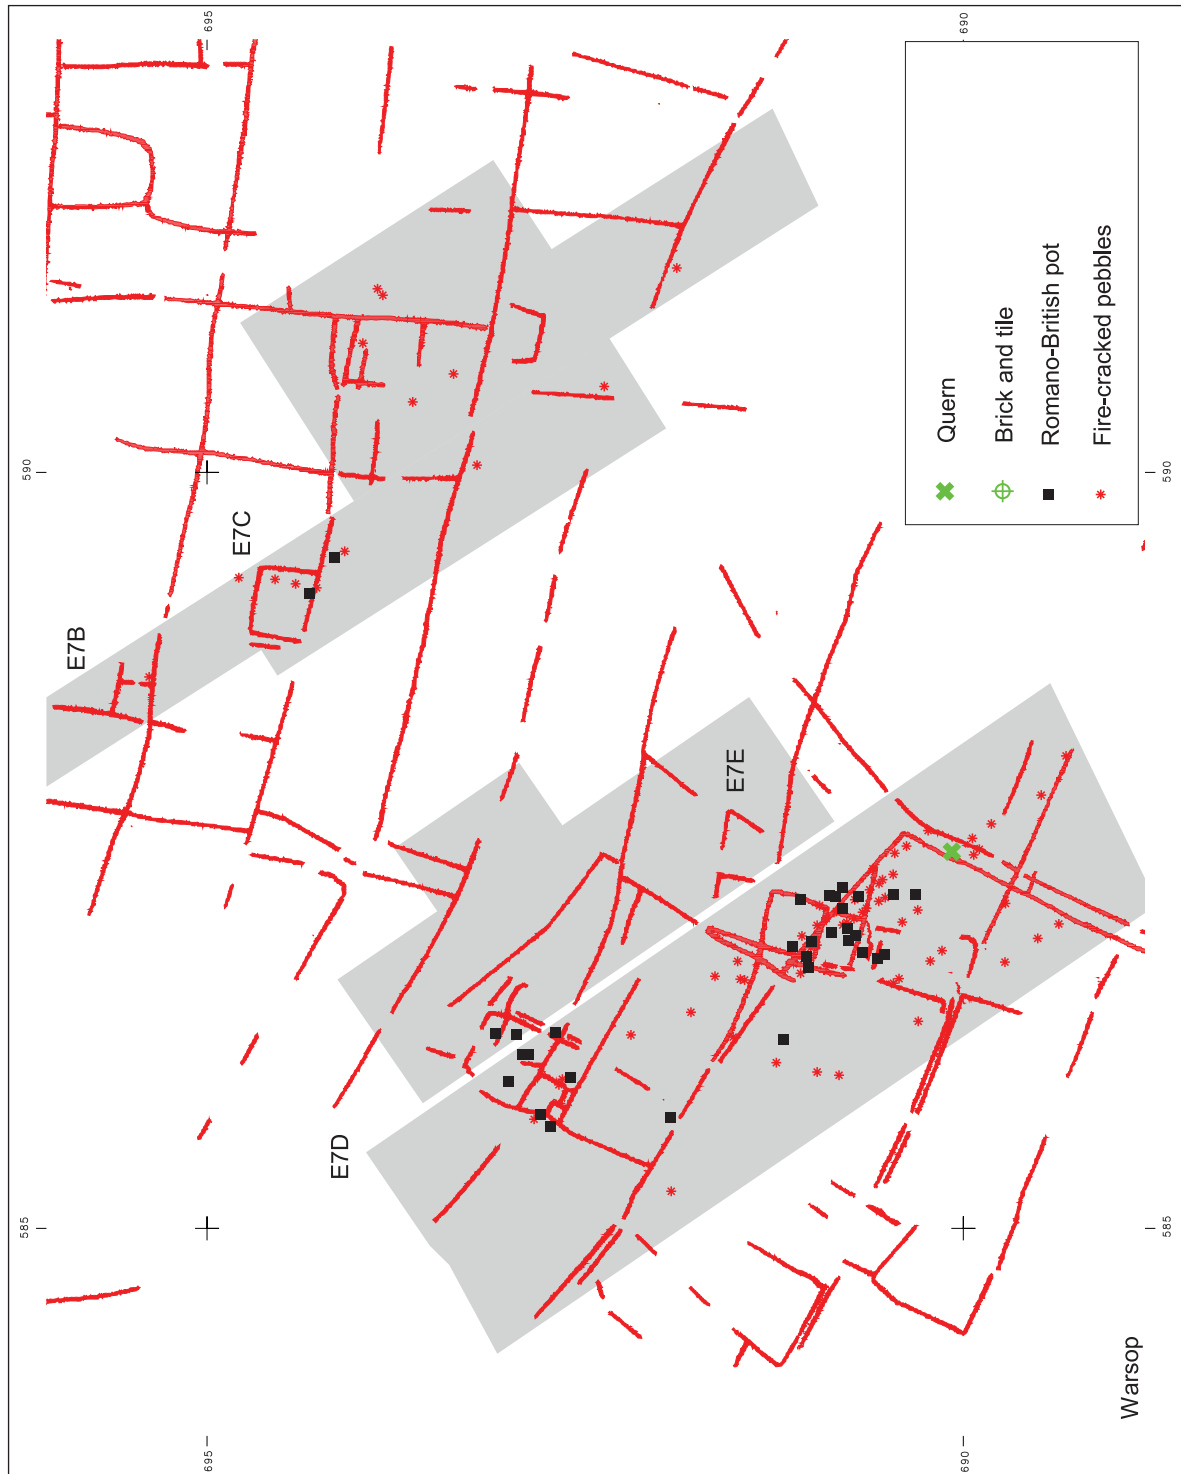 695
690
590
590
585
585
695
690
E7B
E7C
E7D
E7E
Quern
Brick and tile
Romano-British pot
Fire-cracked pebbles
Warsop